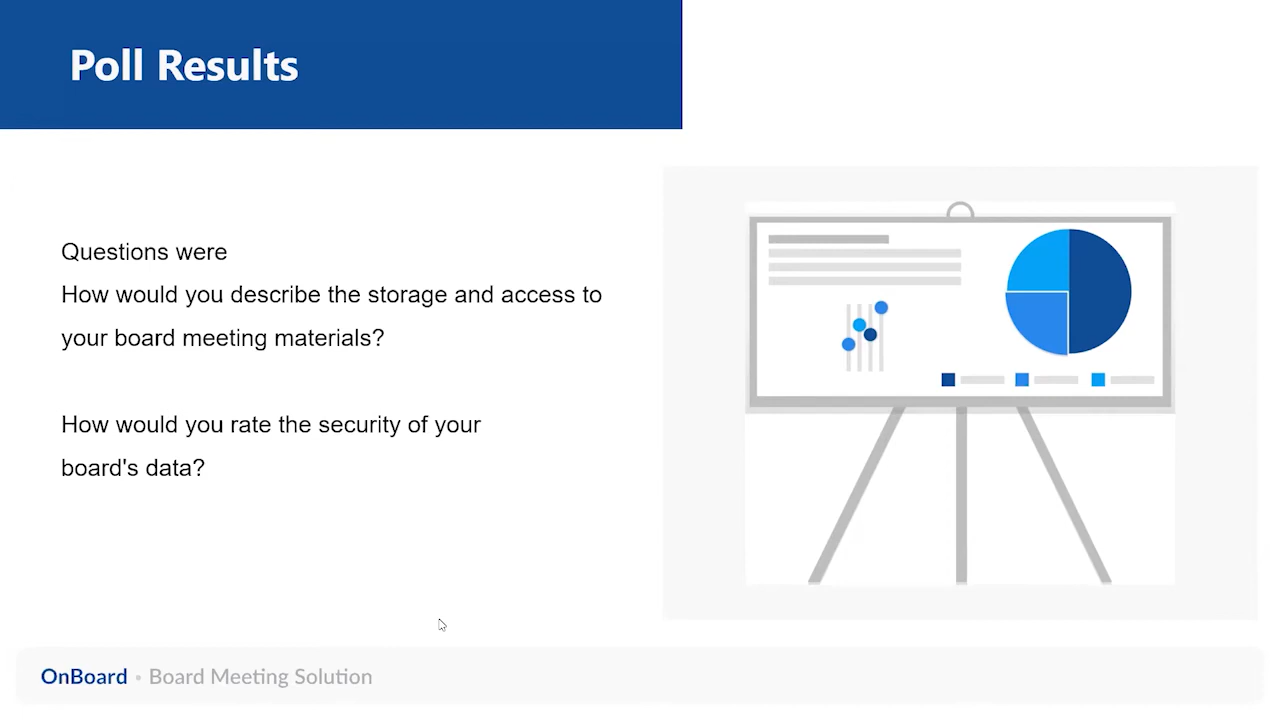 Poll Results
Questions were
How would you describe the storage and access to
your board meeting materials?
How would you rate the security of your
board's data?
OnBoard • Board Meeting Solution